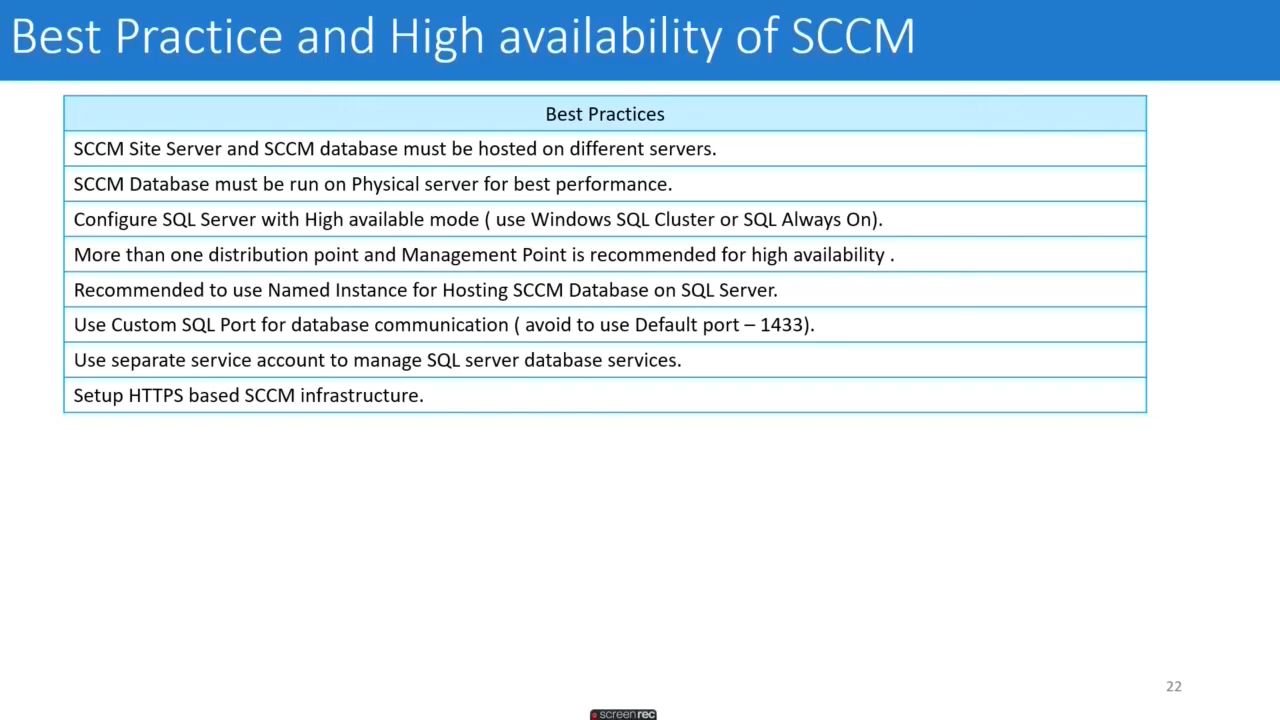 Best Practice and High availability of SCCM
Best Practices
SCCM Site Server and SCCM database must be hosted on different servers.
SCCM Database must be run on Physical server for best performance.
Configure SQL Server with High available mode ( use Windows SQL Cluster or SQL Always On).
More than one distribution point and Management Point is recommended for high availability .
Recommended to use Named Instance for Hosting SCCM Database on SQL Server.
Use Custom SQL Port for database communication ( avoid to use Default port – 1433).
Use separate service account to manage SQL server database services.
Setup HTTPS based SCCM infrastructure.
22
screenrec